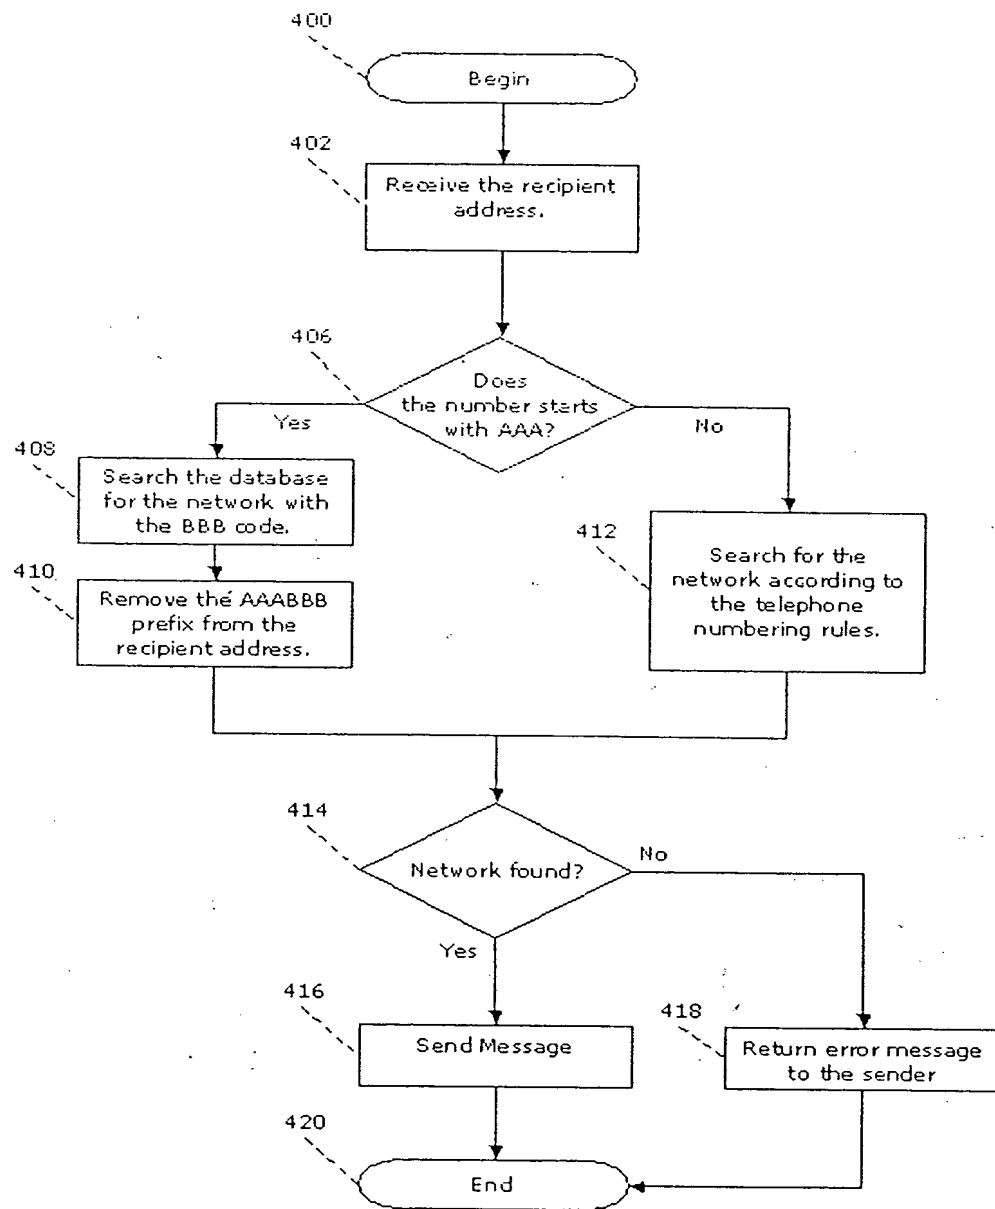 400
Begin
402
Receive the recipient
address.
406
Does
the number starts
with AAA?
Yes
No
408
Search the database
for the network with
the BBB code.
412
Search for the
network according to
the telephone
numbering rules.
410
Remove the AAABBB
prefix from the
recipient address.
414
Network found?
No
Yes
416
Send Message
418
Return error message
to the sender
420
End